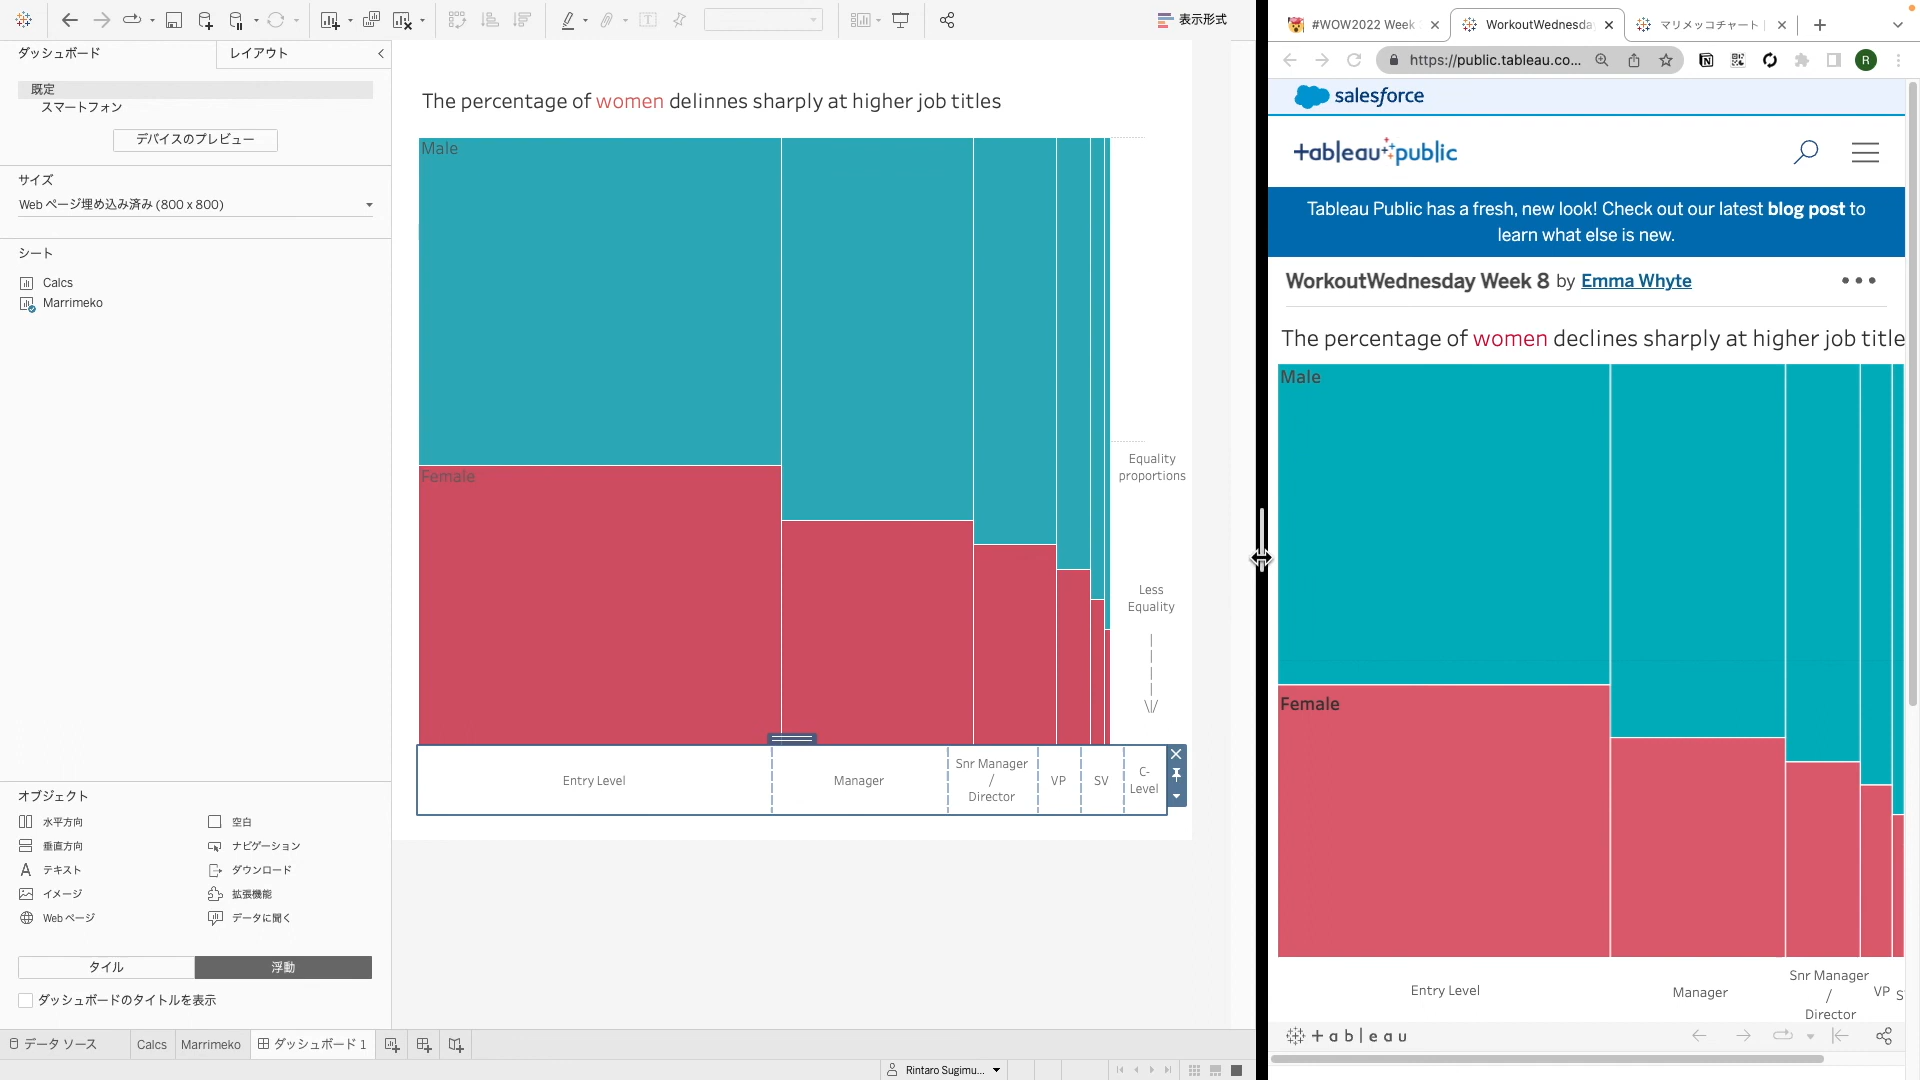 表示形式
ダッシュボード
レイアウト
既定
スマートフォン
デバイスのプレビュー
サイズ
Web ページ埋め込み済み (800 x 800)
シート
Calcs
Marrimeko
オブジェクト
水平方向
空白
垂直方向
ナビゲーション
テキスト
ダウンロード
イメージ
拡張機能
Web ページ
データに聞く
タイル
浮動
ダッシュボードのタイトルを表示
データ ソース
Calcs
Marrimeko
ダッシュボード 1
Rintaro Sugimu...
The percentage of women delinnes sharply at higher job titles
Male
Female
Equality
proportions
Less
Equality
Entry Level
Manager
Snr Manager
/
Director
VP
SV
C-
Level
#WOW2022 Week
WorkoutWednesda
マリメッコチャート |
https://public.tableau.co...
R
salesforce
+ableau+public
Tableau Public has a fresh, new look! Check out our latest blog post to
learn what else is new.
WorkoutWednesday Week 8 by Emma Whyte
The percentage of women declines sharply at higher job title
Male
Female
Entry Level
Manager
Snr Manager
/
Director
VP
S
+ableau